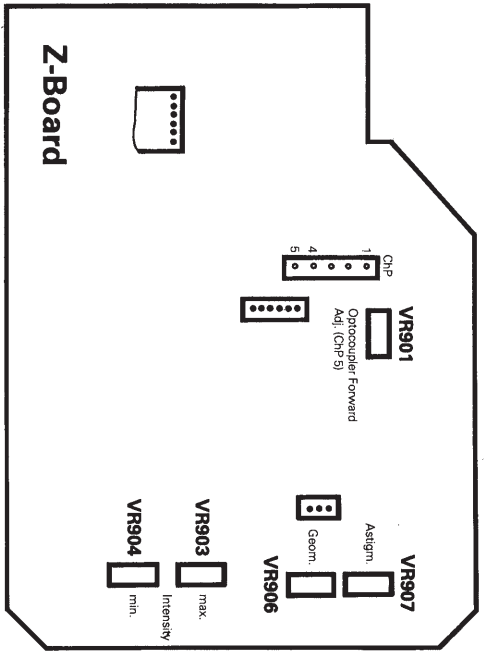 Z-Board
ChP
1
4
5
VR901
Optocoupler Forward
Adj. (ChP 5)
VR907
Astigm.
Geom.
VR906
VR903
max.
Intensity
VR904
min.